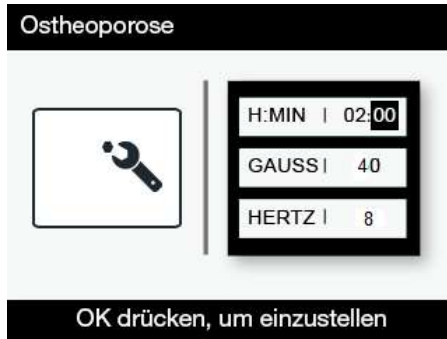 Ostheoporose
H:MIN | 02:00
GAUSS | 40
HERTZ | 8
OK drücken, um einzustellen